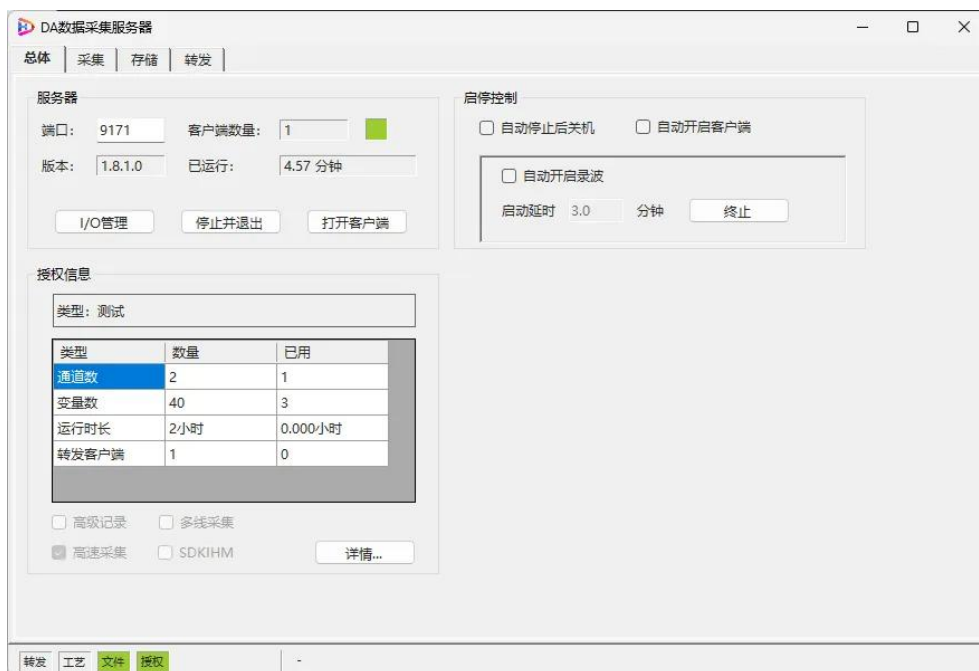 DA数据采集服务器
总体 采集 存储 转发
服务器
端口： 9171 客户端数量： 1
版本： 1.8.1.0 已运行： 4.57 分钟
I/O管理 停止并退出 打开客户端
启停控制
自动停止后关机 自动开启客户端
自动开启录波
启动延时 3.0 分钟 终止
授权信息
类型：测试
类型 数量 已用
通道数 2 1
变量数 40 3
运行时长 2小时 0.000小时
转发客户端 1 0
高级记录 多线采集
高速采集 SDKIHM 详情...
转发 工艺 文件 授权 -